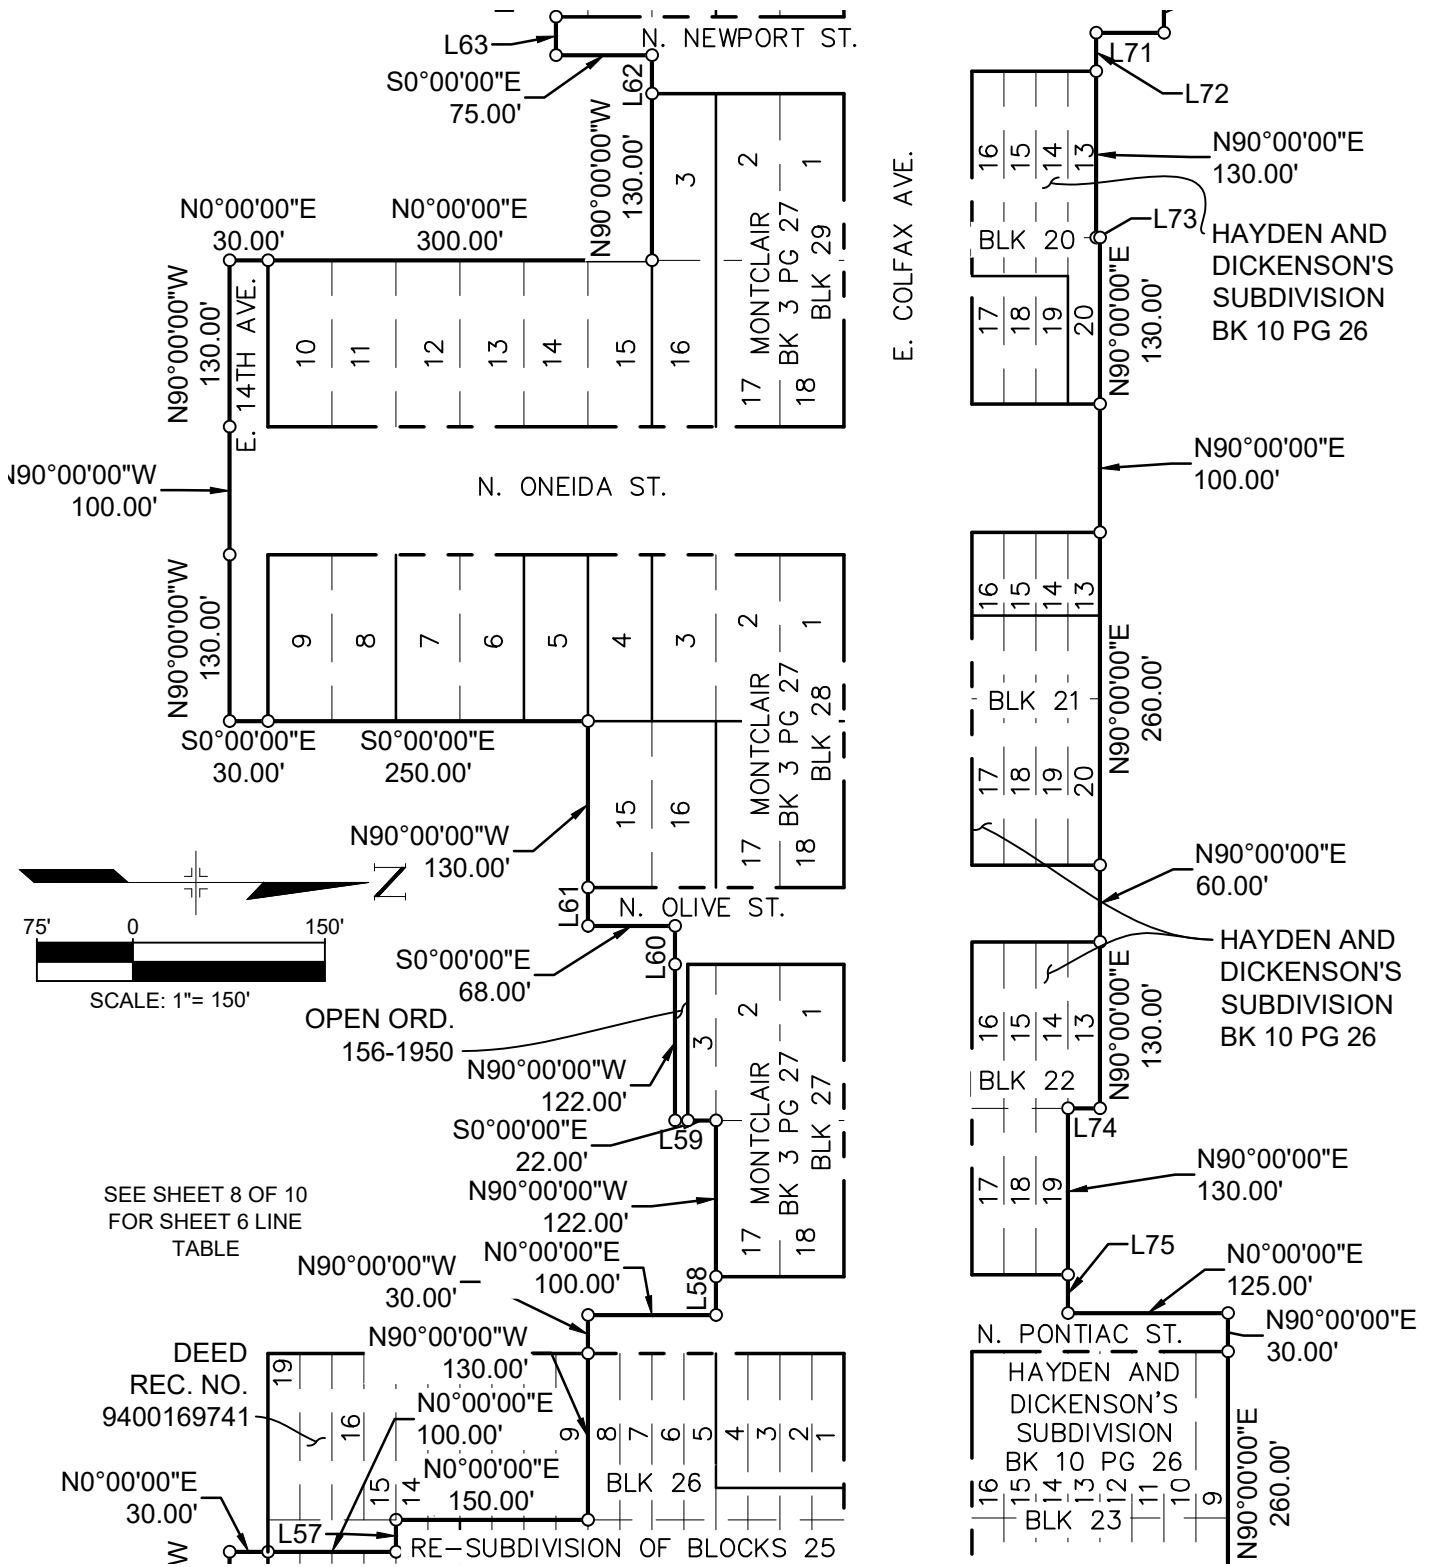 L63
N. NEWPORT ST.
L71
S0°00'00"E
75.00'
L62
L72
N90°00'00"W
130.00'
3
2
1
MONTCLAIR
BK 3 PG 27
BLK 29
E. COLFAX AVE.
16
15
14
13
N90°00'00"E
130.00'
L73
BLK 20
HAYDEN AND
DICKENSON'S
SUBDIVISION
BK 10 PG 26
N0°00'00"E
30.00'
N0°00'00"E
300.00'
N90°00'00"W
130.00'
E. 14TH AVE.
10
11
12
13
14
15
16
17
18
17
18
19
20
N90°00'00"E
130.00'
N90°00'00"W
100.00'
N. ONEIDA ST.
N90°00'00"E
100.00'
N90°00'00"W
130.00'
9
8
7
6
5
4
3
2
1
MONTCLAIR
BK 3 PG 27
BLK 28
16
15
14
13
BLK 21
N90°00'00"E
260.00'
S0°00'00"E
30.00'
S0°00'00"E
250.00'
15
16
17
18
17
18
19
20
N90°00'00"W
130.00'
N
75'
0
150'
SCALE: 1"= 150'
L61
N. OLIVE ST.
N90°00'00"E
60.00'
L60
S0°00'00"E
68.00'
HAYDEN AND
DICKENSON'S
SUBDIVISION
BK 10 PG 26
OPEN ORD.
156-1950
3
2
1
16
15
14
13
N90°00'00"E
130.00'
N90°00'00"W
122.00'
MONTCLAIR
BK 3 PG 27
BLK 27
BLK 22
S0°00'00"E
22.00'
L59
L74
N90°00'00"W
122.00'
17
18
17
18
19
N90°00'00"E
130.00'
SEE SHEET 8 OF 10
FOR SHEET 6 LINE
TABLE
N90°00'00"W
30.00'
N0°00'00"E
100.00'
L58
L75
N0°00'00"E
125.00'
N. PONTIAC ST.
N90°00'00"E
30.00'
N90°00'00"W
130.00'
DEED
REC. NO.
9400169741
19
16
15
14
N0°00'00"E
100.00'
9
8
7
6
5
4
3
2
1
BLK 26
HAYDEN AND
DICKENSON'S
SUBDIVISION
BK 10 PG 26
16
15
14
13
12
11
10
9
BLK 23
N90°00'00"E
260.00'
N0°00'00"E
150.00'
N0°00'00"E
30.00'
L57
RE-SUBDIVISION OF BLOCKS 25
W